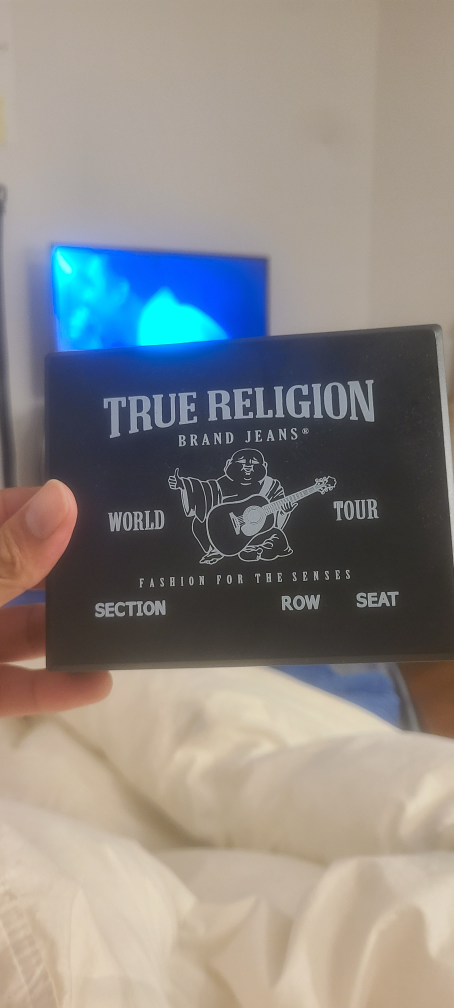 TRUE RELIGION
BRAND JEANS®
WORLD TOUR
FASHION FOR THE SENSES
SECTION ROW SEAT